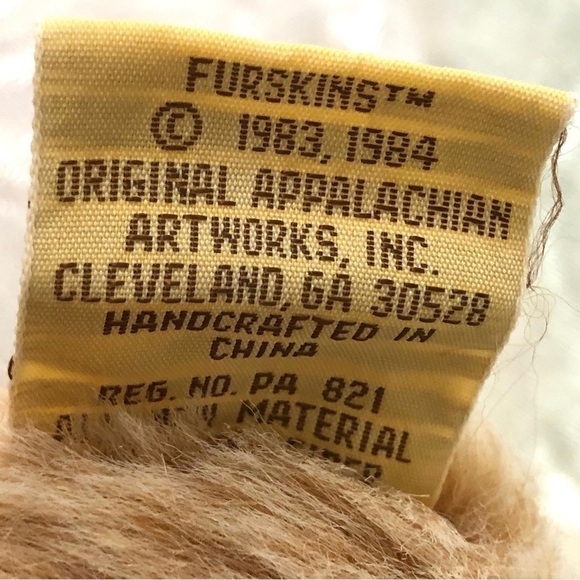 FURSKINS™
© 1983, 1984
ORIGINAL APPALACHIAN
ARTWORKS, INC.
CLEVELAND, GA 30528
HANDCRAFTED IN
CHINA
REG. NO. PA 821
MATERIAL